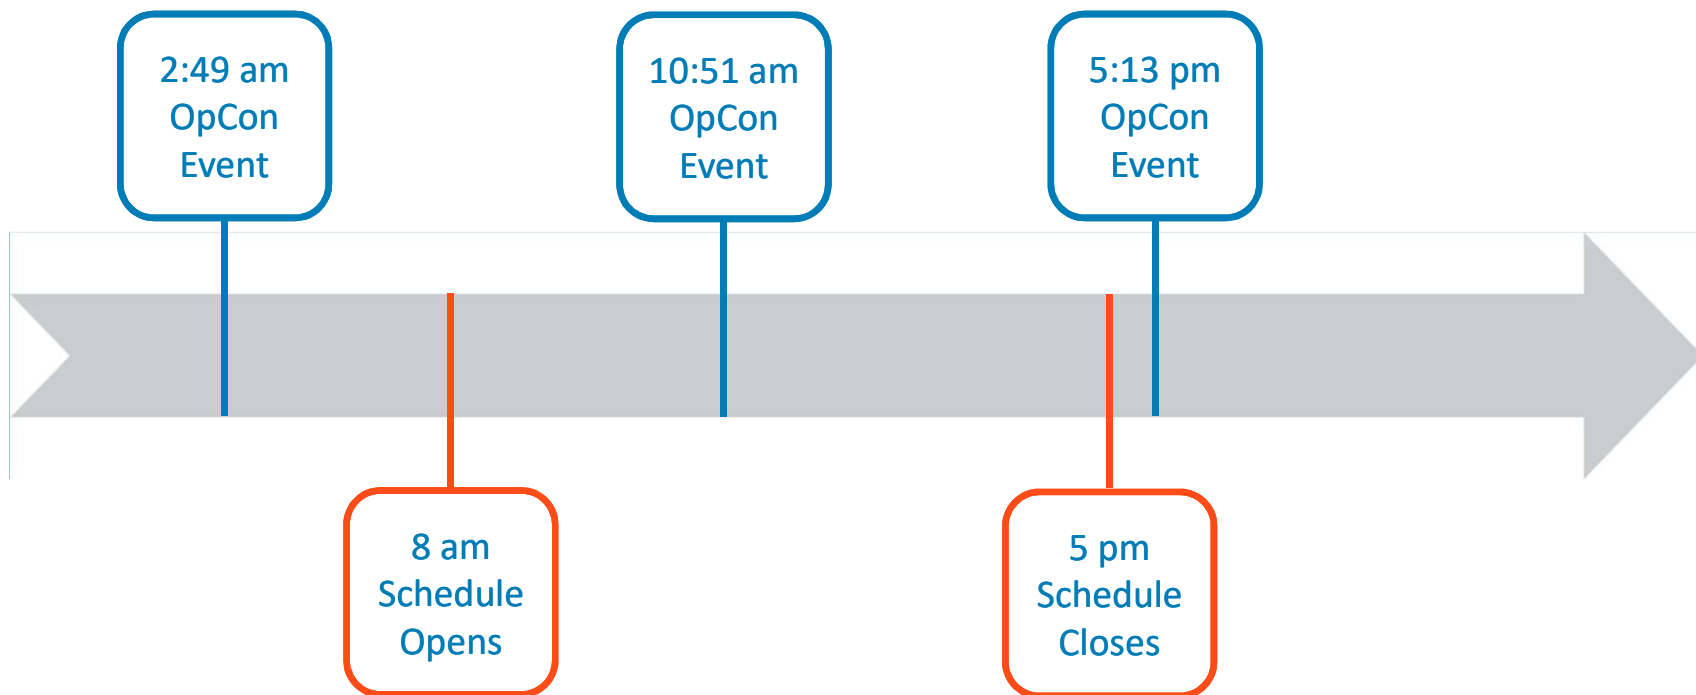 2:49 am
OpCon
Event
10:51 am
OpCon
Event
5:13 pm
OpCon
Event
8 am
Schedule
Opens
5 pm
Schedule
Closes